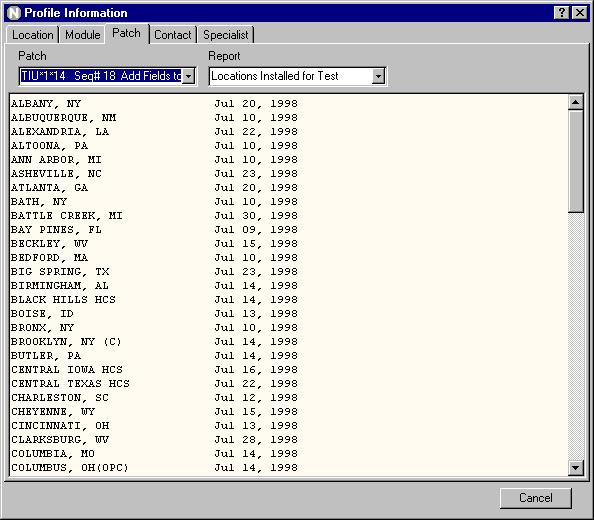 N Profile Information ? X
Location Module Patch Contact Specialist
Patch Report
TIU*1*14 Seq# 18 Add Fields to Locations Installed for Test
ALBANY, NY Jul 20, 1998
ALBUQUERQUE, NM Jul 10, 1998
ALEXANDRIA, LA Jul 22, 1998
ALTOONA, PA Jul 10, 1998
ANN ARBOR, MI Jul 10, 1998
ASHEVILLE, NC Jul 23, 1998
ATLANTA, GA Jul 20, 1998
BATH, NY Jul 10, 1998
BATTLE CREEK, MI Jul 30, 1998
BAY PINES, FL Jul 09, 1998
BECKLEY, WV Jul 15, 1998
BEDFORD, MA Jul 10, 1998
BIG SPRING, TX Jul 23, 1998
BIRMINGHAM, AL Jul 14, 1998
BLACK HILLS HCS Jul 14, 1998
BOISE, ID Jul 13, 1998
BRONX, NY Jul 10, 1998
BROOKLYN, NY (C) Jul 14, 1998
BUTLER, PA Jul 14, 1998
CENTRAL IOWA HCS Jul 16, 1998
CENTRAL TEXAS HCS Jul 22, 1998
CHARLESTON, SC Jul 12, 1998
CHEYENNE, WY Jul 15, 1998
CINCINNATI, OH Jul 13, 1998
CLARKSBURG, WV Jul 28, 1998
COLUMBIA, MO Jul 14, 1998
COLUMBUS, OH(OPC) Jul 14, 1998
Cancel